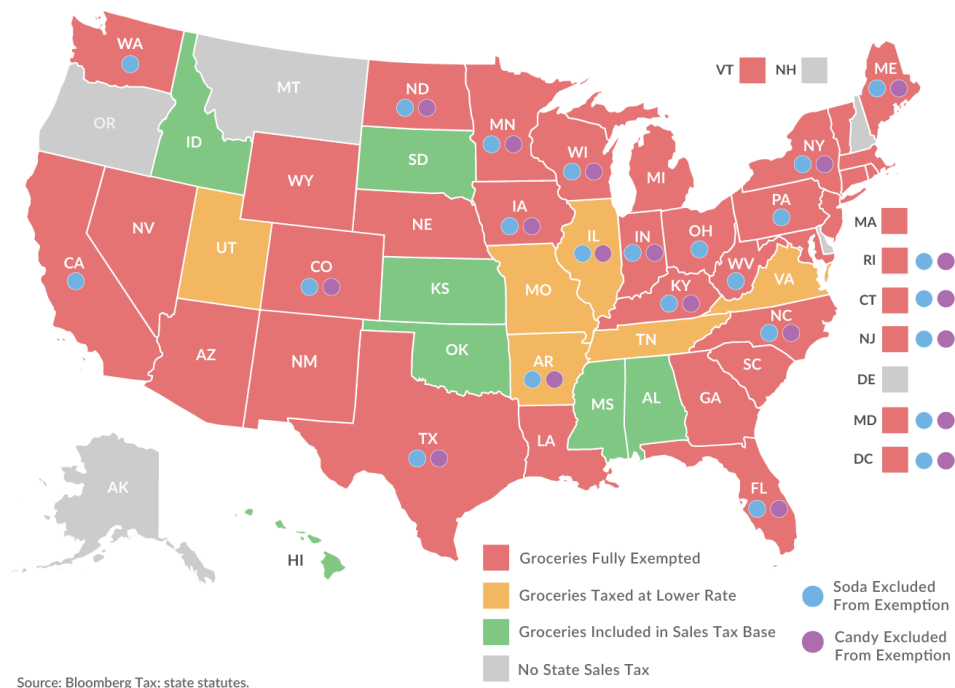 WA
VT
NH
ME
MT
ND
OR
MN
ID
SD
WI
NY
MI
WY
PA
IA
NE
OH
IL
IN
NV
UT
MA
CO
WV
CA
RI
VA
KS
MO
KY
CT
NC
NJ
TN
OK
AZ
NM
AR
SC
DE
MS
AL
GA
MD
TX
LA
DC
FL
AK
HI
Groceries Fully Exempted
Groceries Taxed at Lower Rate
Groceries Included in Sales Tax Base
No State Sales Tax
Soda Excluded
From Exemption
Candy Excluded
From Exemption
Source: Bloomberg Tax; state statutes.